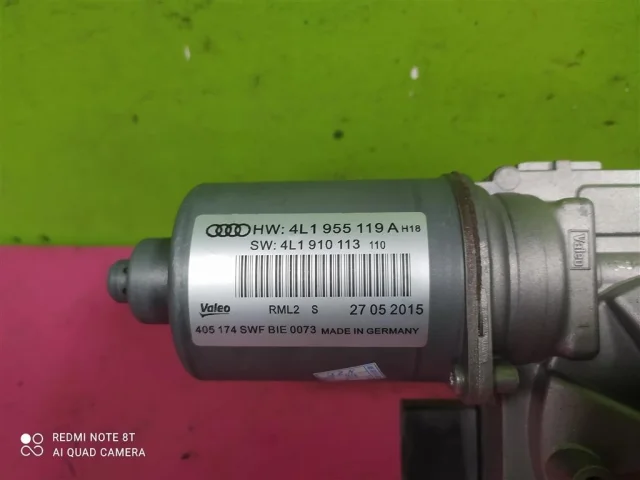 HW: 4L1 955 119 A H18
SW: 4L1 910 113 110
Valeo RML2 S 27 05 2015
405 174 SWF BIE 0073 MADE IN GERMANY
Valeo
REDMI NOTE 8T
AI QUAD CAMERA